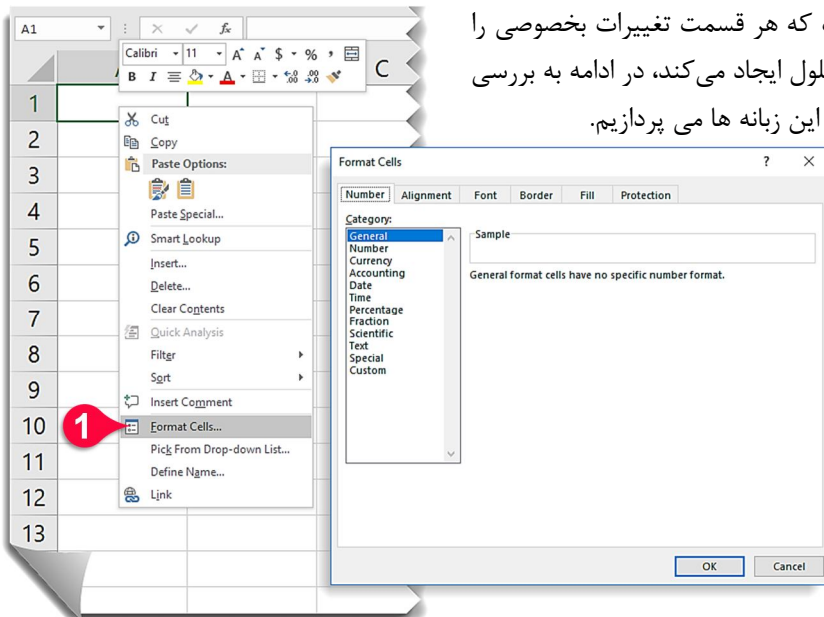 که هر قسمت تغییرات بخصوصی را
ایجاد می‌کند، در ادامه به بررسی
این زبانه ها می پردازیم.
A1
fx
Calibri 11 A A $ % ,
B I A
C
1
2
3
4
5
6
7
8
9
10
11
12
13
Cut
Copy
Paste Options:
Paste Special...
Smart Lookup
Insert...
Delete...
Clear Contents
Quick Analysis
Filter
Sort
Insert Comment
1
Format Cells...
Pick From Drop-down List...
Define Name...
Link
Format Cells ? ×
Number Alignment Font Border Fill Protection
Category:
General
Number
Currency
Accounting
Date
Time
Percentage
Fraction
Scientific
Text
Special
Custom
Sample
General format cells have no specific number format.
OK Cancel